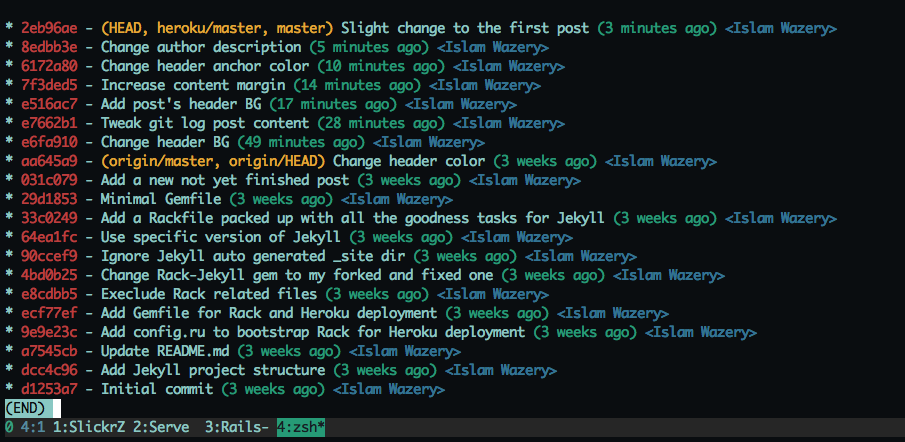 * 2eb96ae - (HEAD, heroku/master, master) Slight change to the first post (3 minutes ago) <Islam Wazery>
* 8edbb3e - Change author description (5 minutes ago) <Islam Wazery>
* 6172a80 - Change header anchor color (10 minutes ago) <Islam Wazery>
* 7f3ded5 - Increase content margin (14 minutes ago) <Islam Wazery>
* e516ac7 - Add post's header BG (17 minutes ago) <Islam Wazery>
* e7662b1 - Tweak git log post content (28 minutes ago) <Islam Wazery>
* e6fa910 - Change header BG (49 minutes ago) <Islam Wazery>
* aa645a9 - (origin/master, origin/HEAD) Change header color (3 weeks ago) <Islam Wazery>
* 031c079 - Add a new not yet finished post (3 weeks ago) <Islam Wazery>
* 29d1853 - Minimal Gemfile (3 weeks ago) <Islam Wazery>
* 33c0249 - Add a Rackfile packed up with all the goodness tasks for Jekyll (3 weeks ago) <Islam Wazery>
* 64ea1fc - Use specific version of Jekyll (3 weeks ago) <Islam Wazery>
* 90ccef9 - Ignore Jekyll auto generated _site dir (3 weeks ago) <Islam Wazery>
* 4bd0b25 - Change Rack-Jekyll gem to my forked and fixed one (3 weeks ago) <Islam Wazery>
* e8cdbb5 - Execlude Rack related files (3 weeks ago) <Islam Wazery>
* ecf77ef - Add Gemfile for Rack and Heroku deployment (3 weeks ago) <Islam Wazery>
* 9e9e23c - Add config.ru to bootstrap Rack for Heroku deployment (3 weeks ago) <Islam Wazery>
* a7545cb - Update README.md (3 weeks ago) <Islam Wazery>
* dcc4c96 - Add Jekyll project structure (3 weeks ago) <Islam Wazery>
* d1253a7 - Initial commit (3 weeks ago) <Islam Wazery>
(END)
0 4:1 1:SlickrZ 2:Serve  3:Rails- 4:zsh*